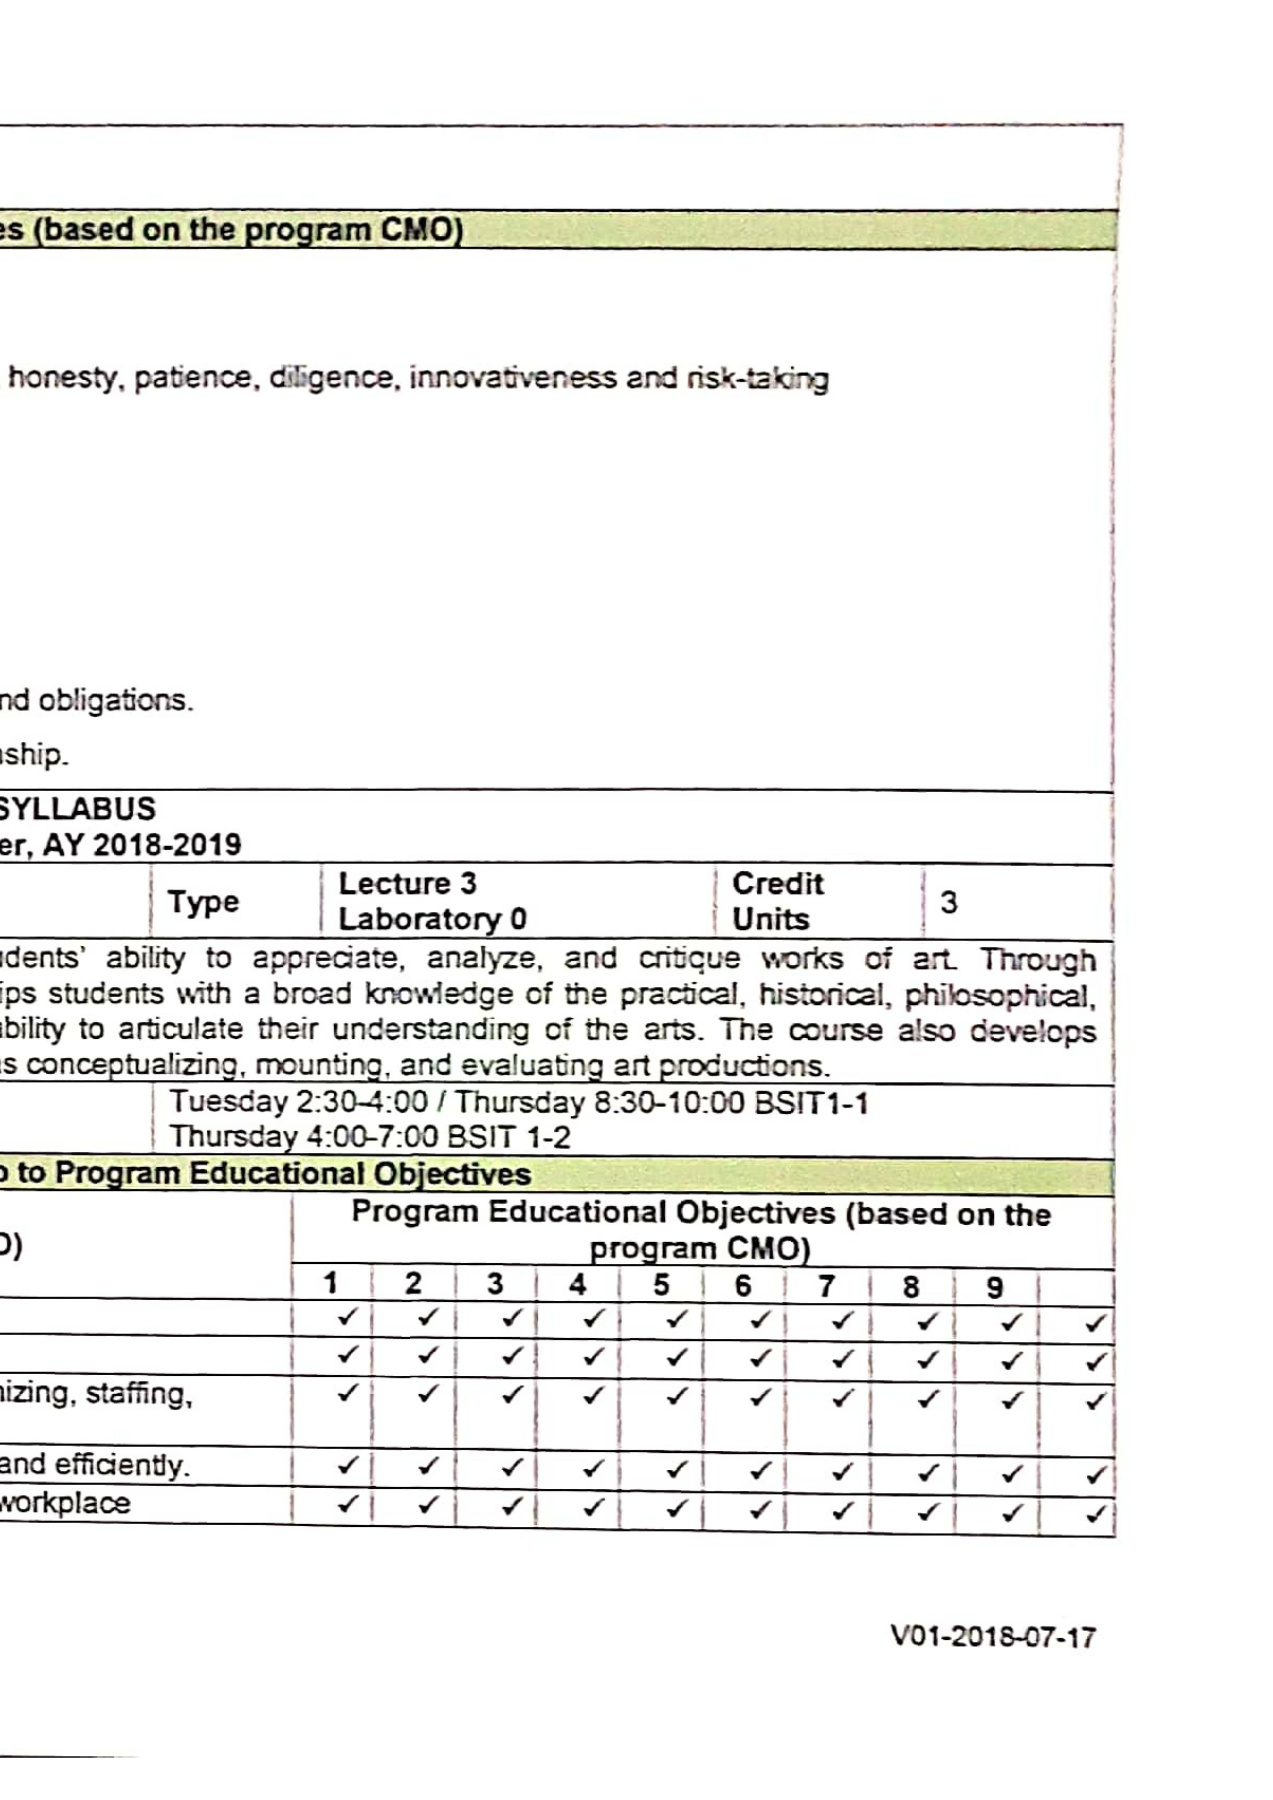 es (based on the program CMO)
honesty, patience, diligence, innovativeness and risk-taking
nd obligations.
ship.
SYLLABUS
er, AY 2018-2019
Type
Lecture 3
Laboratory 0
Credit
Units
3
dents' ability to appreciate, analyze, and critique works of art. Through
ips students with a broad knowledge of the practical, historical, philosophical,
ability to articulate their understanding of the arts. The course also develops
s conceptualizing, mounting, and evaluating art productions.
Tuesday 2:30-4:00 / Thursday 8:30-10:00 BSIT1-1
Thursday 4:00-7:00 BSIT 1-2
to Program Educational Objectives
O)
Program Educational Objectives (based on the
program CMO)
1 2 3 4 5 6 7 8 9
✓ ✓ ✓ ✓ ✓ ✓ ✓ ✓ ✓ ✓
✓ ✓ ✓ ✓ ✓ ✓ ✓ ✓ ✓ ✓
nizing, staffing, ✓ ✓ ✓ ✓ ✓ ✓ ✓ ✓ ✓ ✓
and efficiently. ✓ ✓ ✓ ✓ ✓ ✓ ✓ ✓ ✓ ✓
workplace ✓ ✓ ✓ ✓ ✓ ✓ ✓ ✓ ✓ ✓
V01-2018-07-17